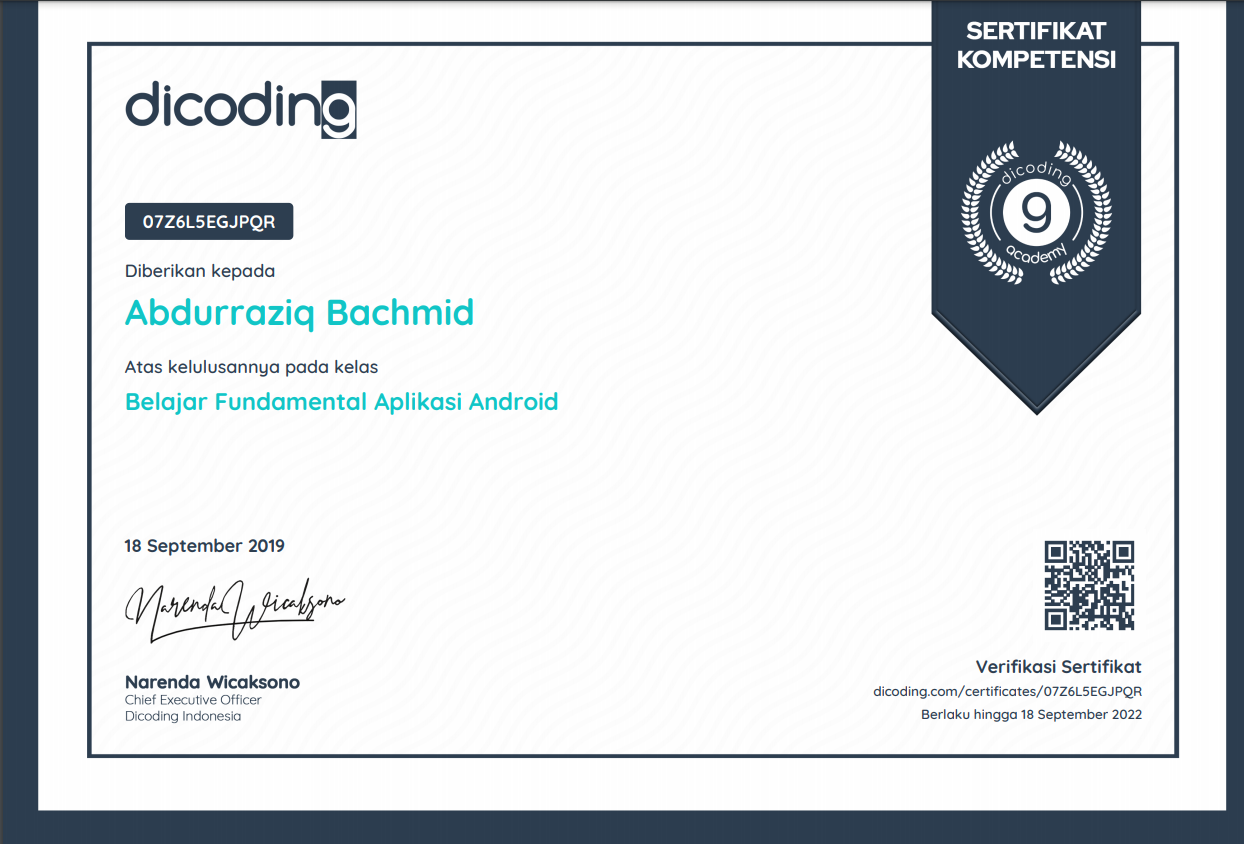 SERTIFIKAT
KOMPETENSI
dicoding
dicoding
g
academy
07Z6L5EGJPQR
Diberikan kepada
Abdurraziq Bachmid
Atas kelulusannya pada kelas
Belajar Fundamental Aplikasi Android
18 September 2019
Narenda Wicaksono
Narenda Wicaksono
Chief Executive Officer
Dicoding Indonesia
Verifikasi Sertifikat
dicoding.com/certificates/07Z6L5EGJPQR
Berlaku hingga 18 September 2022